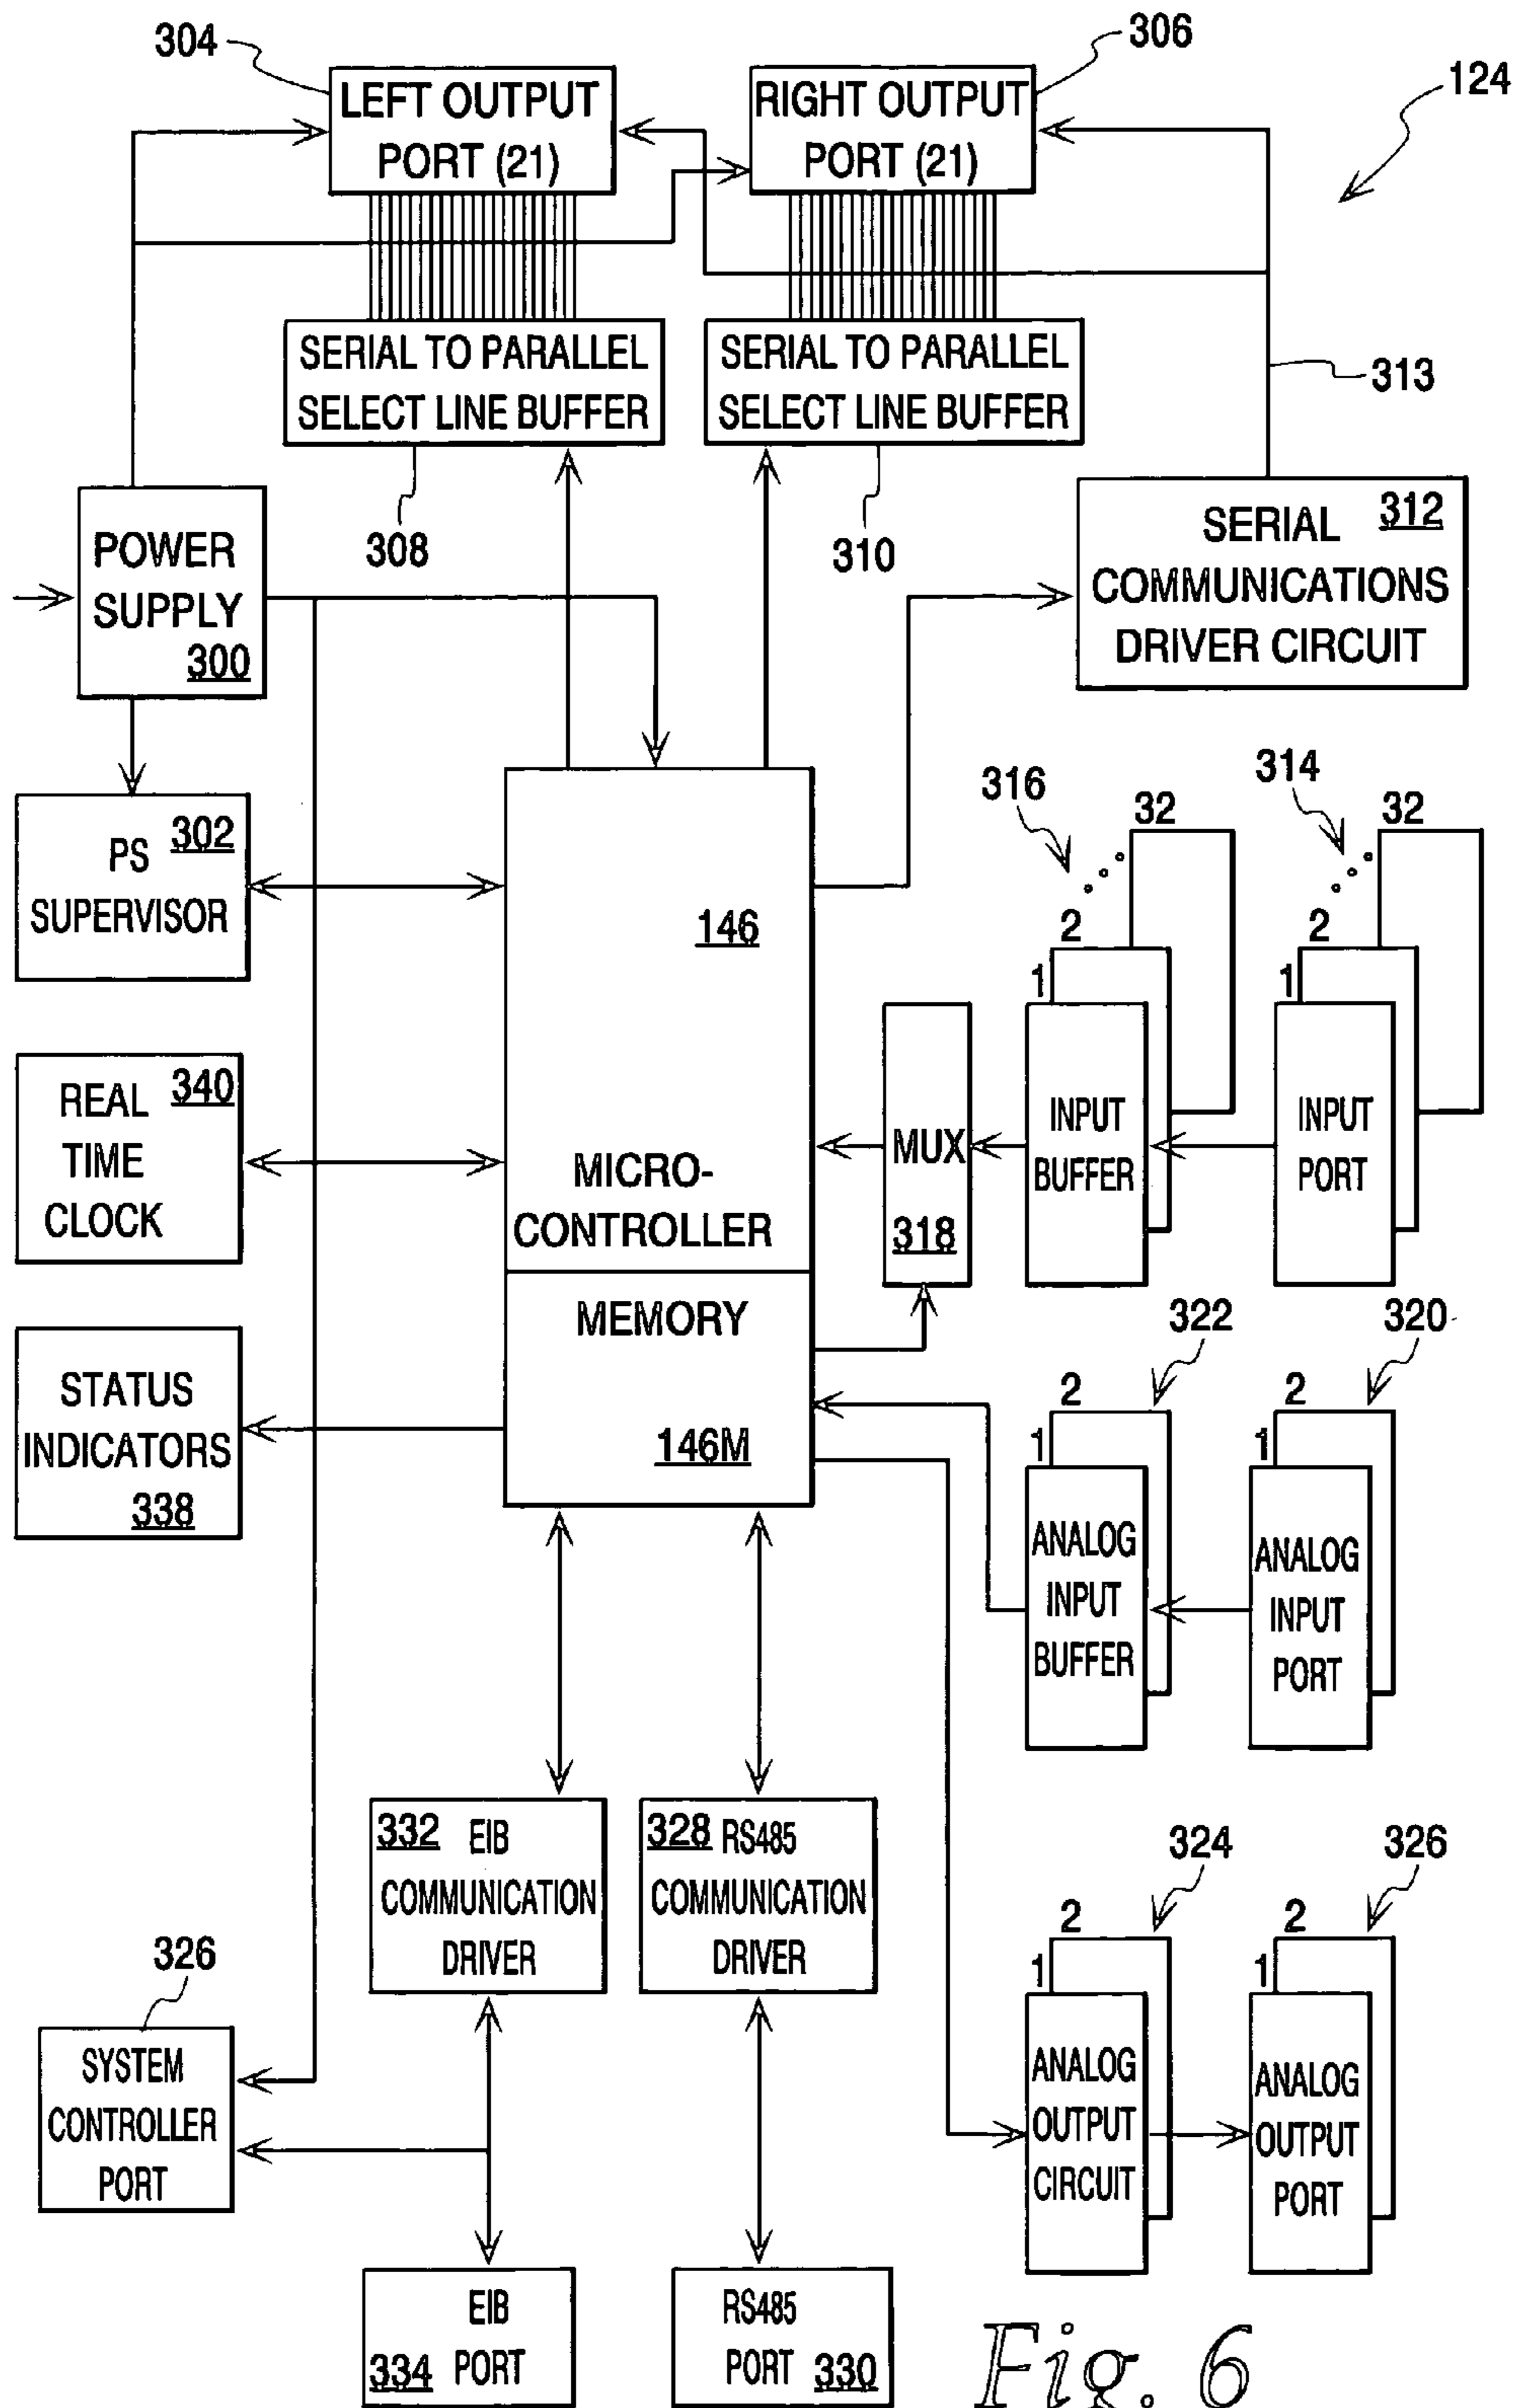 304
306
124
LEFT OUTPUT
PORT (21)
RIGHT OUTPUT
PORT (21)
SERIAL TO PARALLEL
SELECT LINE BUFFER
SERIAL TO PARALLEL
SELECT LINE BUFFER
313
308
310
POWER
SUPPLY
300
312
SERIAL
COMMUNICATIONS
DRIVER CIRCUIT
302
PS
SUPERVISOR
316
32
314
32
2
2
1
1
146
MICRO-
CONTROLLER
340
REAL
TIME
CLOCK
MUX
318
INPUT
BUFFER
INPUT
PORT
MEMORY
146M
STATUS
INDICATORS
338
322
320
2
2
1
1
ANALOG
INPUT
BUFFER
ANALOG
INPUT
PORT
332 EIB
COMMUNICATION
DRIVER
328 RS485
COMMUNICATION
DRIVER
324
326
2
2
1
1
ANALOG
OUTPUT
CIRCUIT
ANALOG
OUTPUT
PORT
326
SYSTEM
CONTROLLER
PORT
EIB
334 PORT
RS485
PORT 330
Fig. 6